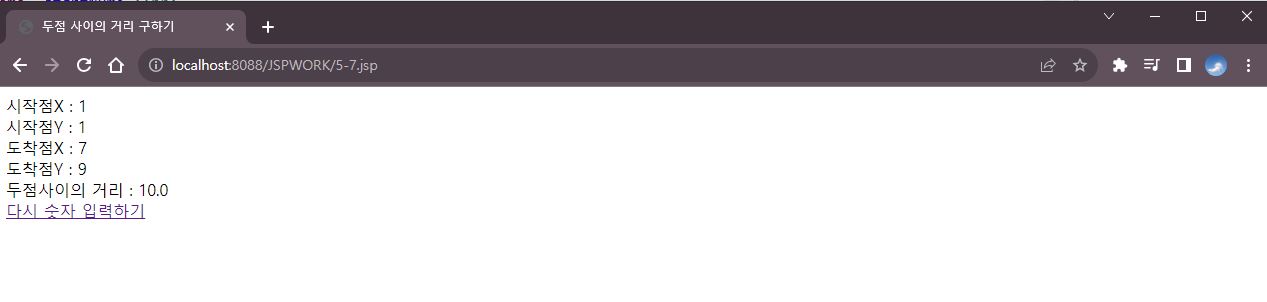 두점 사이의 거리 구하기
localhost:8088/JSPWORK/5-7.jsp
시작점X : 1
시작점Y : 1
도착점X : 7
도착점Y : 9
두점사이의 거리 : 10.0
다시 숫자 입력하기